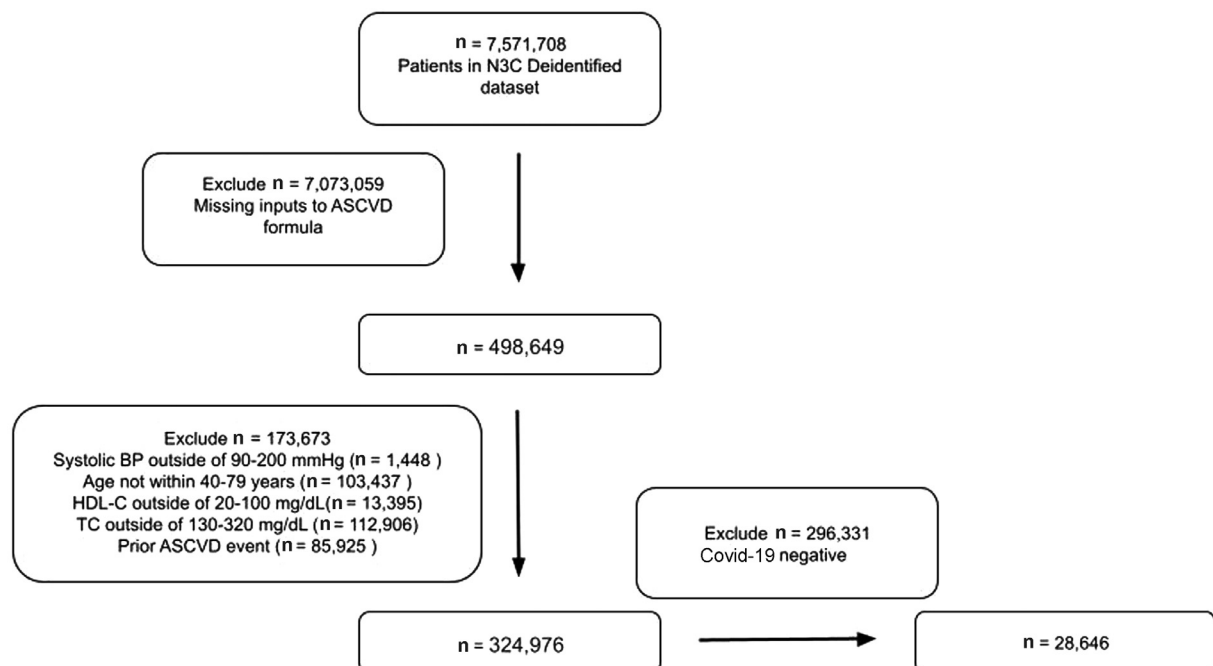 n = 7,571,708
Patients in N3C Deidentified
dataset
Exclude n = 7,073,059
Missing inputs to ASCVD
formula
n = 498,649
Exclude n = 173,673
Systolic BP outside of 90-200 mmHg (n = 1,448 )
Age not within 40-79 years (n = 103,437 )
HDL-C outside of 20-100 mg/dL(n = 13,395)
TC outside of 130-320 mg/dL (n = 112,906)
Prior ASCVD event (n = 85,925 )
Exclude n = 296,331
Covid-19 negative
n = 324,976
n = 28,646